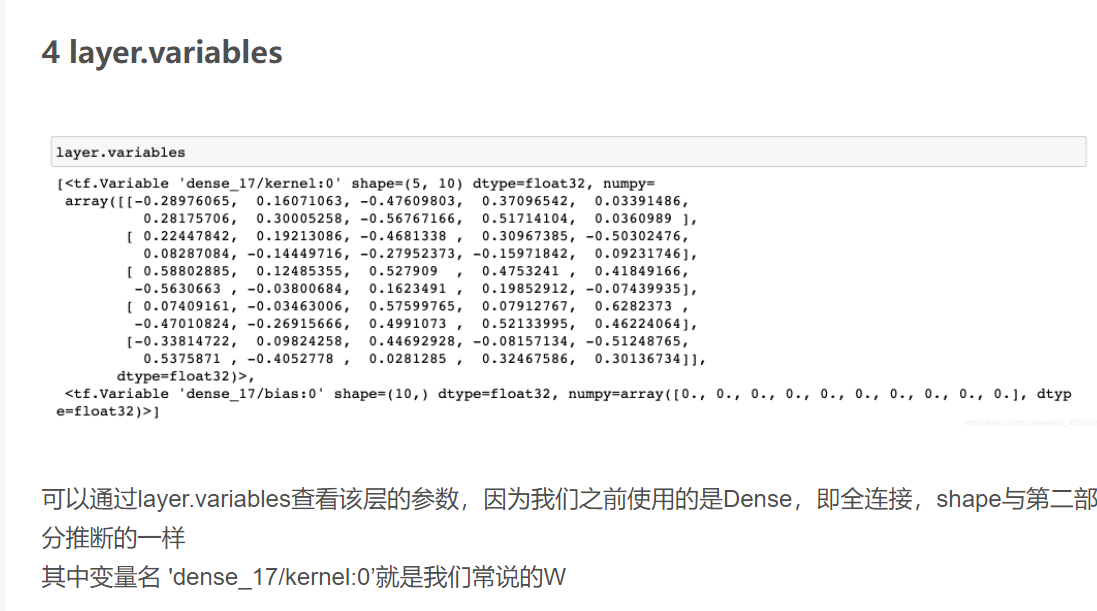 4 layer.variables
layer.variables
[<tf.Variable 'dense_17/kernel:0' shape=(5, 10) dtype=float32, numpy=
array([[-0.28976065,  0.16071063, -0.47609803,  0.37096542,  0.03391486,
0.28175706,  0.30005258, -0.56767166,  0.51714104,  0.0360989 ],
[ 0.22447842,  0.19213086, -0.4681338 ,  0.30967385, -0.50302476,
0.08287084, -0.14449716, -0.27952373, -0.15971842,  0.09231746],
[ 0.58802885,  0.12485355,  0.527909  ,  0.4753241 ,  0.41849166,
-0.5630663 , -0.03800684,  0.1623491 ,  0.19852912, -0.07439935],
[ 0.07409161, -0.03463006,  0.57599765,  0.07912767,  0.6282373 ,
-0.47010824, -0.26915666,  0.4991073 ,  0.52133995,  0.46224064],
[-0.33814722,  0.09824258,  0.44692928, -0.08157134, -0.51248765,
0.5375871 , -0.4052778 ,  0.0281285 ,  0.32467586,  0.30136734]],
dtype=float32)>,
<tf.Variable 'dense_17/bias:0' shape=(10,) dtype=float32, numpy=array([0., 0., 0., 0., 0., 0., 0., 0., 0., 0.], dtyp
e=float32)>]
可以通过layer.variables查看该层的参数，因为我们之前使用的是Dense，即全连接，shape与第二部
分推断的一样
其中变量名 'dense_17/kernel:0’就是我们常说的W